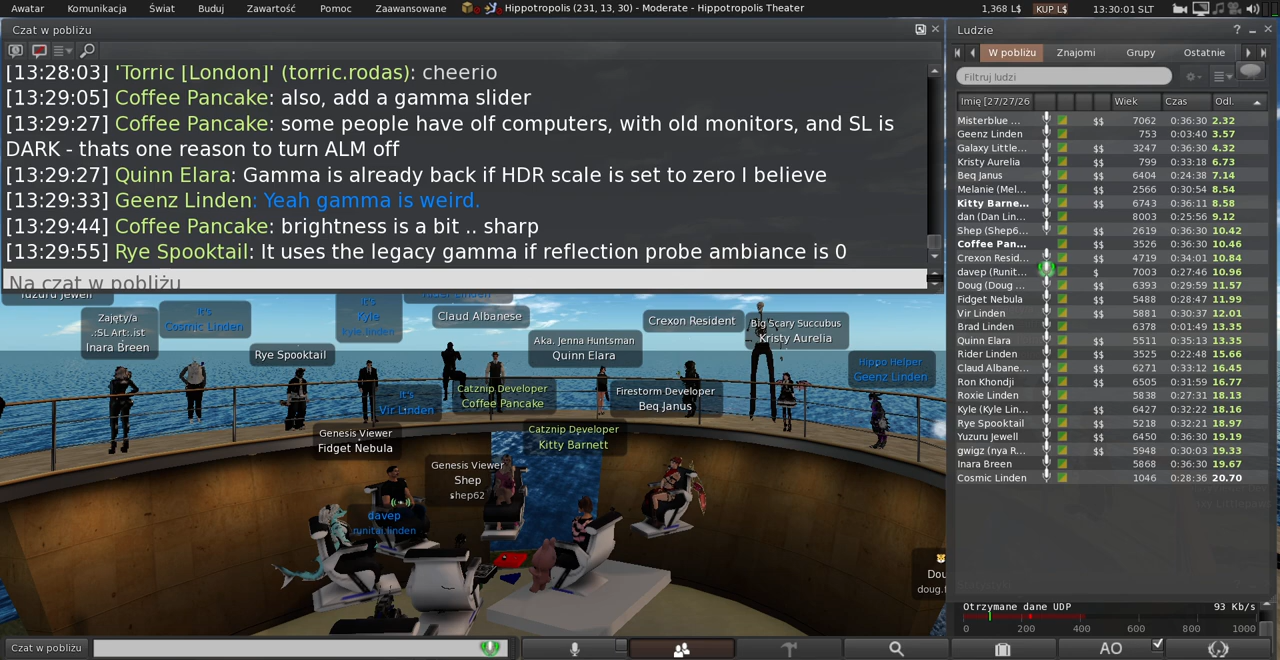 Awatar Komunikacja Świat Buduj Zawartość Pomoc Zaawansowane Hippotropolis (231, 13, 30) - Moderate - Hippotropolis Theater 1,368 L$ KUP L$ 13:30:01 SLT
Czat w pobliżu
[13:28:03] 'Torric [London]' (torric.rodas): cheerio
[13:29:05] Coffee Pancake: also, add a gamma slider
[13:29:27] Coffee Pancake: some people have olf computers, with old monitors, and SL is
DARK - thats one reason to turn ALM off
[13:29:27] Quinn Elara: Gamma is already back if HDR scale is set to zero I believe
[13:29:33] Geenz Linden: Yeah gamma is weird.
[13:29:44] Coffee Pancake: brightness is a bit .. sharp
[13:29:55] Rye Spooktail: It uses the legacy gamma if reflection probe ambiance is 0
Na czat w pobliżu
Yuzuru Jewell
Zajęty/a
.:SL Art:.ist
Inara Breen
It's
Cosmic Linden
It's
Kyle
kyle.linden
Claud Albanese
Rye Spooktail
Aka. Jenna Huntsman
Quinn Elara
Crexon Resident
Big Scary Succubus
Kristy Aurelia
Hippo Helper
Geenz Linden
It's
Vir Linden
Catznip Developer
Coffee Pancake
Firestorm Developer
Beq Janus
Genesis Viewer
Fidget Nebula
Catznip Developer
Kitty Barnett
Genesis Viewer
Shep
shep62
davep
runitai.linden
Dou
doug.
Czat w pobliżu
Ludzie
?
W pobliżu Znajomi Grupy Ostatnie
Filtruj ludzi
Imię [27/27/26 Wiek Czas Odl.
Misterblue ... $$ 7062 0:36:30 2.32
Geenz Linden 753 0:03:40 3.57
Galaxy Little... $$ 3247 0:36:30 4.32
Kristy Aurelia $$ 799 0:33:18 6.73
Beq Janus $$ 6404 0:24:38 7.14
Melanie (Mel... $$ 2566 0:30:54 8.54
Kitty Barne... $$ 6743 0:36:11 8.58
dan (Dan Lin... 8003 0:25:56 9.12
Shep (Shep6... $$ 2619 0:36:30 10.42
Coffee Pan... $$ 3526 0:36:30 10.46
Crexon Resid... $$ 4719 0:34:01 10.84
davep (Runit... $ 7003 0:27:46 10.96
Doug (Doug ... $$ 6393 0:29:59 11.57
Fidget Nebula $$ 5488 0:28:47 11.99
Vir Linden $$ 5881 0:30:37 12.01
Brad Linden 6378 0:01:49 13.35
Quinn Elara $$ 5511 0:35:13 13.35
Rider Linden $$ 3525 0:22:48 15.66
Claud Albane... $$ 6271 0:33:12 16.45
Ron Khondji $$ 6505 0:31:59 16.77
Roxie Linden 5838 0:27:31 18.13
Kyle (Kyle Lin... $$ 6427 0:32:22 18.16
Rye Spooktail $$ 5218 0:32:21 18.97
Yuzuru Jewell $$ 6450 0:36:30 19.19
gwigz (nya R... $$ 5948 0:30:03 19.33
Inara Breen 5868 0:36:30 19.67
Cosmic Linden 1046 0:28:36 20.70
Otrzymane dane UDP 93 Kb/s
0 200 400 600 800 1000
AO